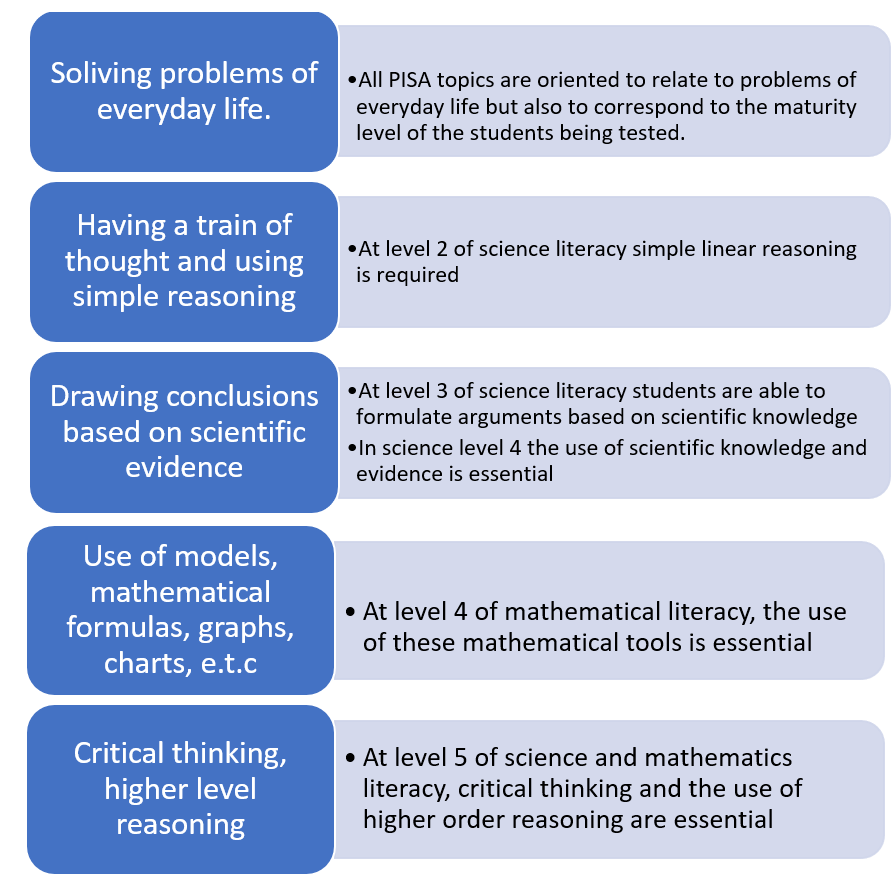 Soliving problems of
everyday life.
•All PISA topics are oriented to relate to problems of
everyday life but also to correspond to the maturity
level of the students being tested.
Having a train of
thought and using
simple reasoning
•At level 2 of science literacy simple linear reasoning
is required
Drawing conclusions
based on scientific
evidence
•At level 3 of science literacy students are able to
formulate arguments based on scientific knowledge
•In science level 4 the use of scientific knowledge and
evidence is essential
Use of models,
mathematical
formulas, graphs,
charts, e.t.c
• At level 4 of mathematical literacy, the use
of these mathematical tools is essential
Critical thinking,
higher level
reasoning
• At level 5 of science and mathematics
literacy, critical thinking and the use of
higher order reasoning are essential